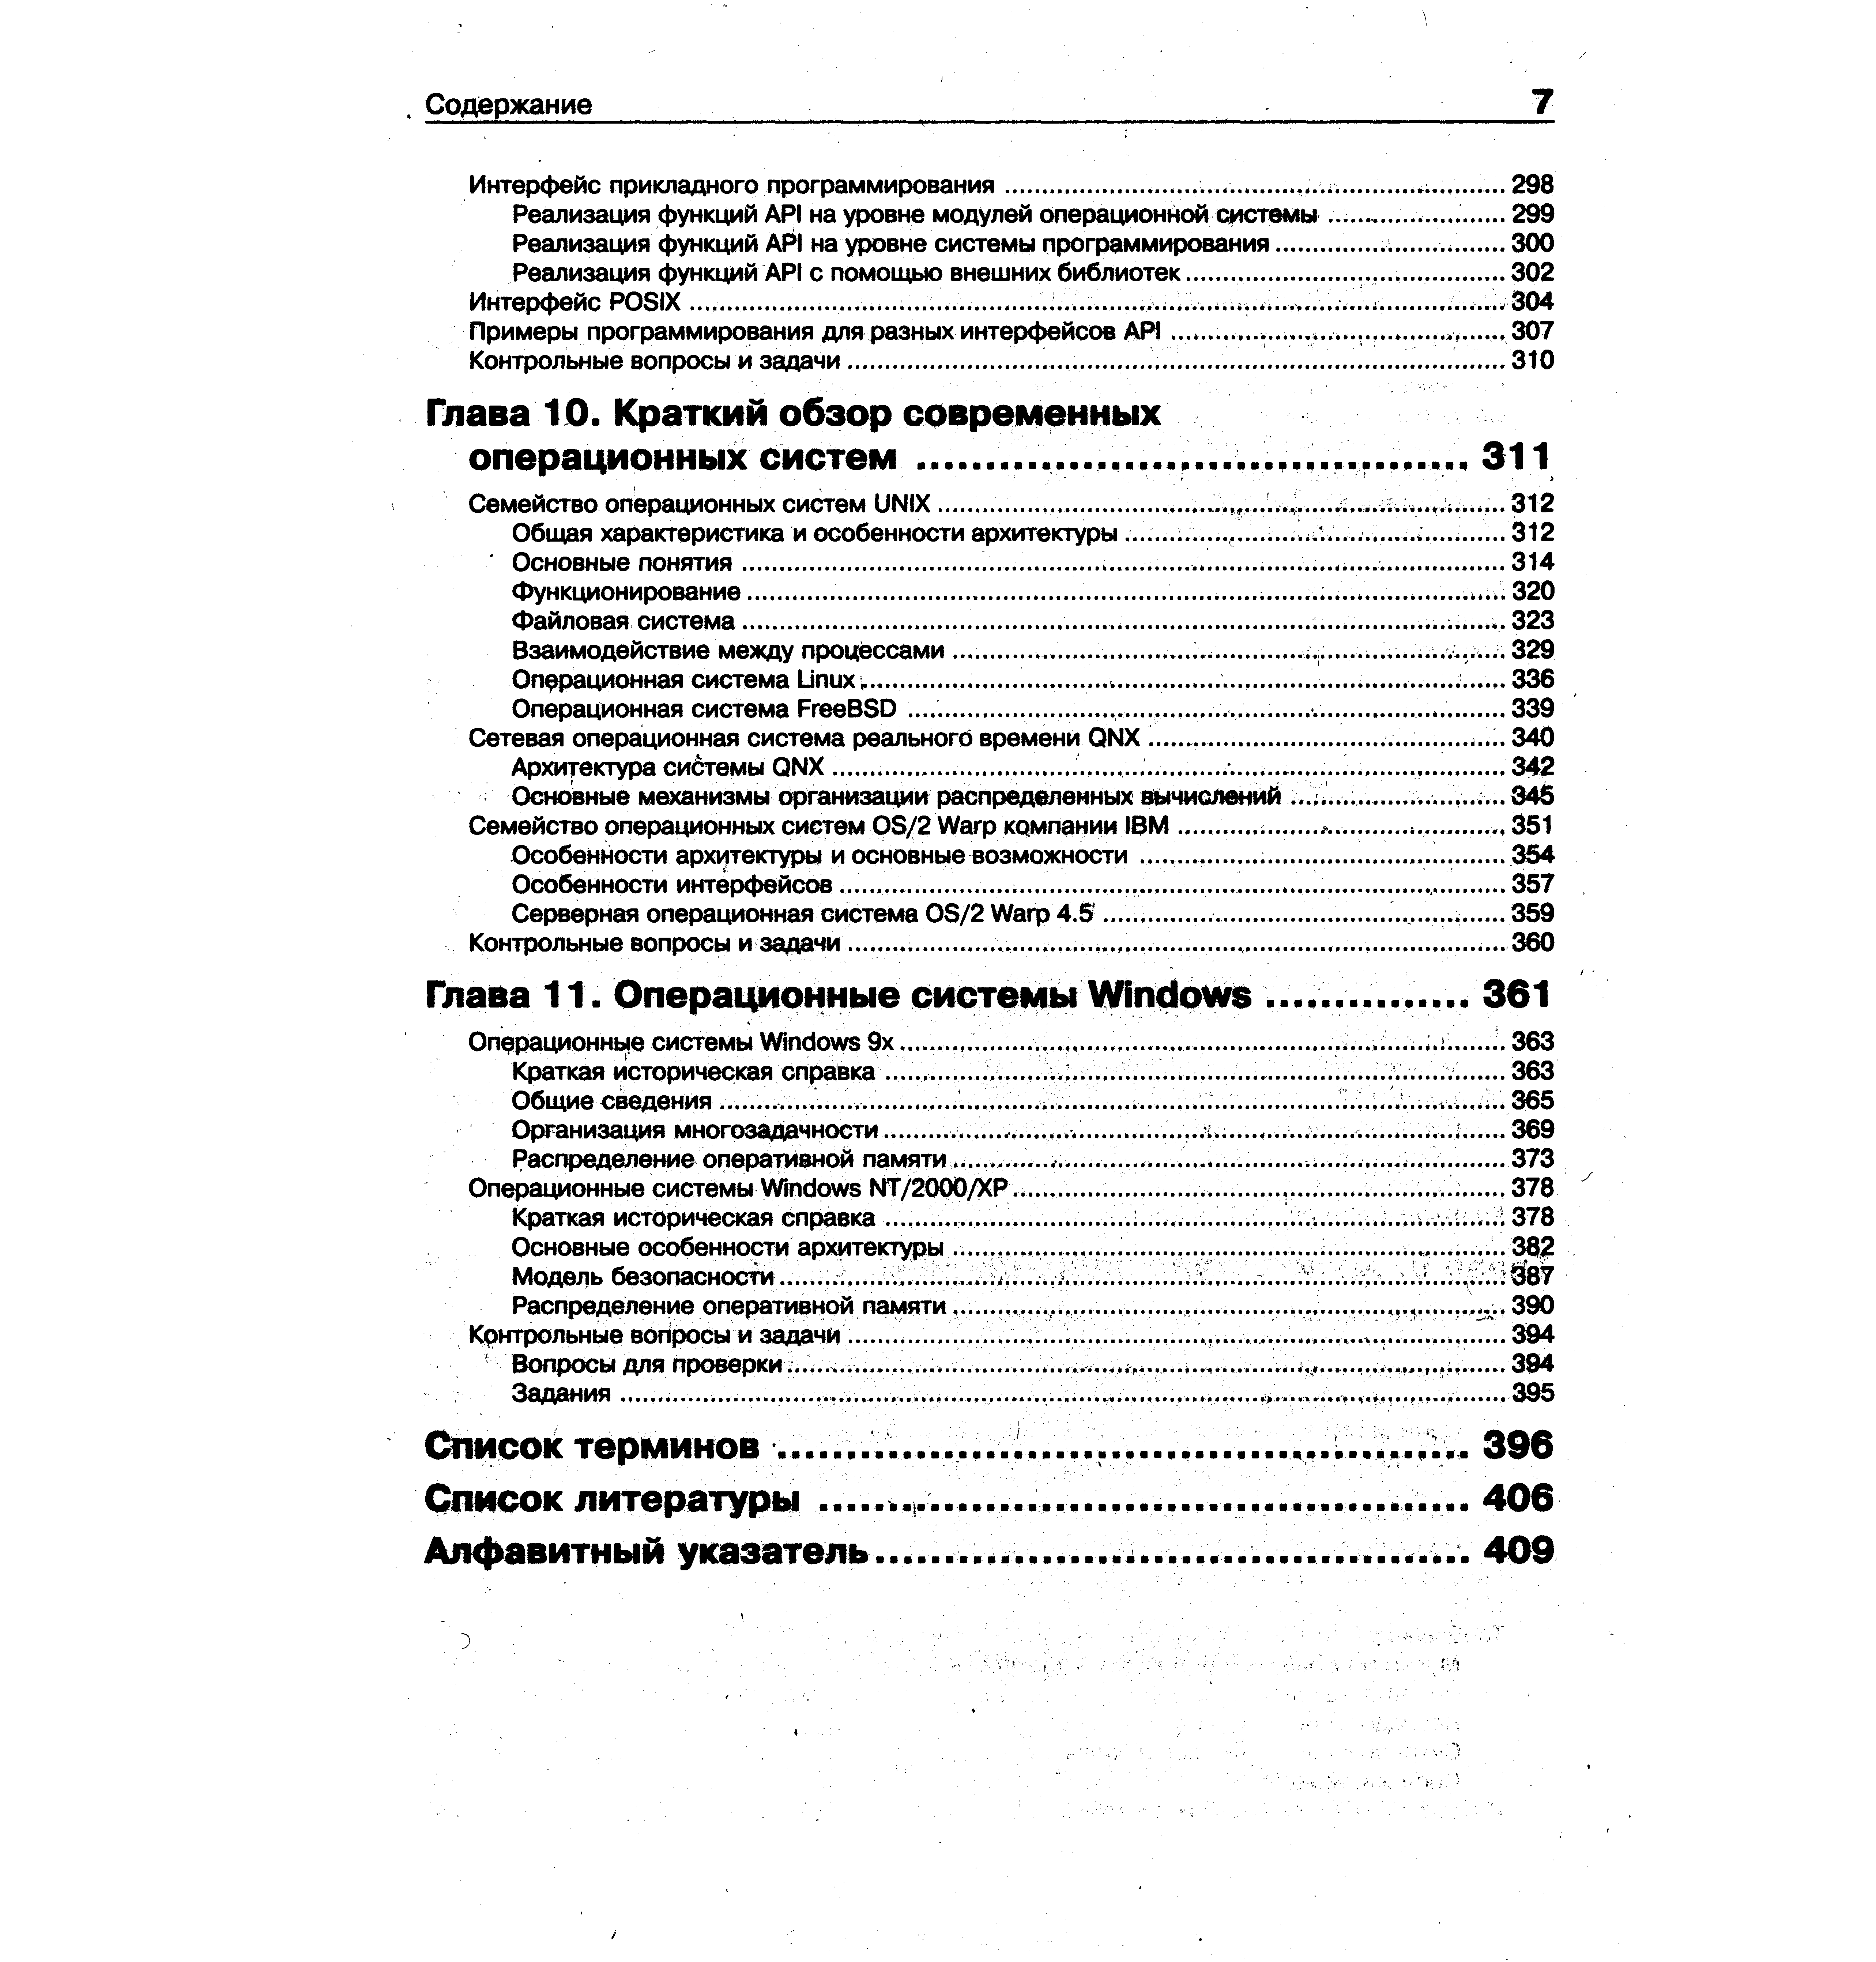 Содержание 7
Интерфейс прикладного программирования ........ 298
Реализация функций API на уровне модулей операционной системы ........ 299
Реализация функций API на уровне системы программирования ........ 300
Реализация функций API с помощью внешних библиотек ........ 302
Интерфейс POSIX ........ 304
Примеры программирования для разных интерфейсов API ........ 307
Контрольные вопросы и задачи ........ 310
Глава 10. Краткий обзор современных
операционных систем ........ 311
Семейство операционных систем UNIX ........ 312
Общая характеристика и особенности архитектуры ........ 312
Основные понятия ........ 314
Функционирование ........ 320
Файловая система ........ 323
Взаимодействие между процессами ........ 329
Операционная система Linux ........ 336
Операционная система FreeBSD ........ 339
Сетевая операционная система реального времени QNX ........ 340
Архитектура системы QNX ........ 342
Основные механизмы организации распределенных вычислений ........ 345
Семейство операционных систем OS/2 Warp компании IBM ........ 351
Особенности архитектуры и основные возможности ........ 354
Особенности интерфейсов ........ 357
Серверная операционная система OS/2 Warp 4.5 ........ 359
Контрольные вопросы и задачи ........ 360
Глава 11. Операционные системы Windows ........ 361
Операционные системы Windows 9x ........ 363
Краткая историческая справка ........ 363
Общие сведения ........ 365
Организация многозадачности ........ 369
Распределение оперативной памяти ........ 373
Операционные системы Windows NT/2000/XP ........ 378
Краткая историческая справка ........ 378
Основные особенности архитектуры ........ 382
Модель безопасности ........ 387
Распределение оперативной памяти ........ 390
Контрольные вопросы и задачи ........ 394
Вопросы для проверки ........ 394
Задания ........ 395
Список терминов ........ 396
Список литературы ........ 406
Алфавитный указатель ........ 409